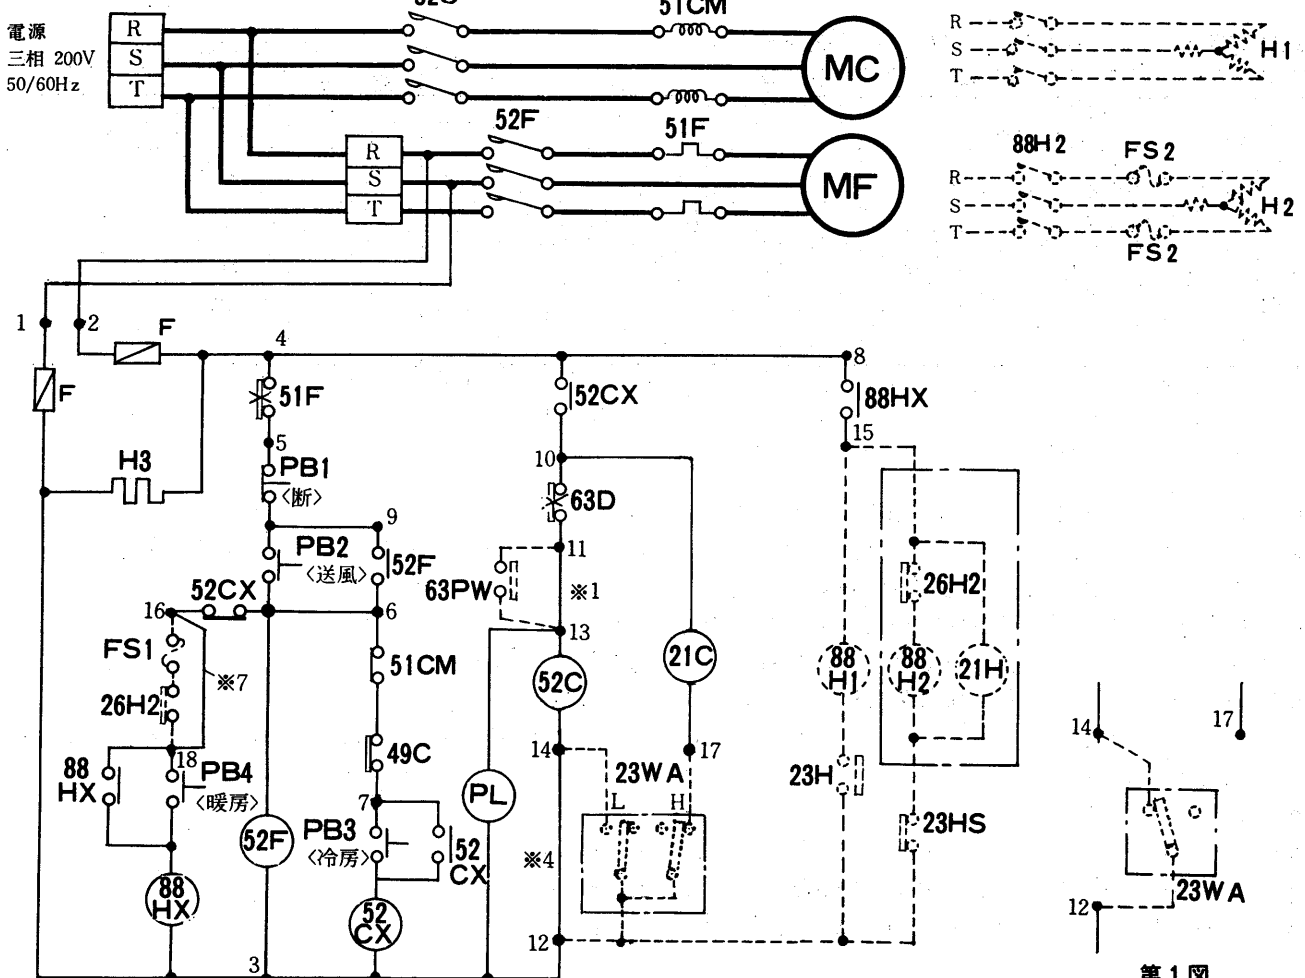 51CM
電源
三相 200V
50/60Hz
R
S
T
MC
R
S
T
H1
52F
51F
R
S
T
MF
88H2
FS2
R
S
T
H2
FS2
1
2
F
4
8
F
51F
52CX
88HX
5
15
H3
PB1
〈断〉
10
63D
9
PB2
〈送風〉
52F
11
26H2
63PW
※1
52CX
16
6
13
FS1
※7
51CM
52C
21C
88
H1
88
H2
21H
26H2
14
17
14
17
18
49C
88
HX
PB4
〈暖房〉
23WA
23H
PL
L
H
7
52F
PB3
〈冷房〉
52
CX
※4
23HS
88
HX
52
CX
23WA
12
12
3
第1図